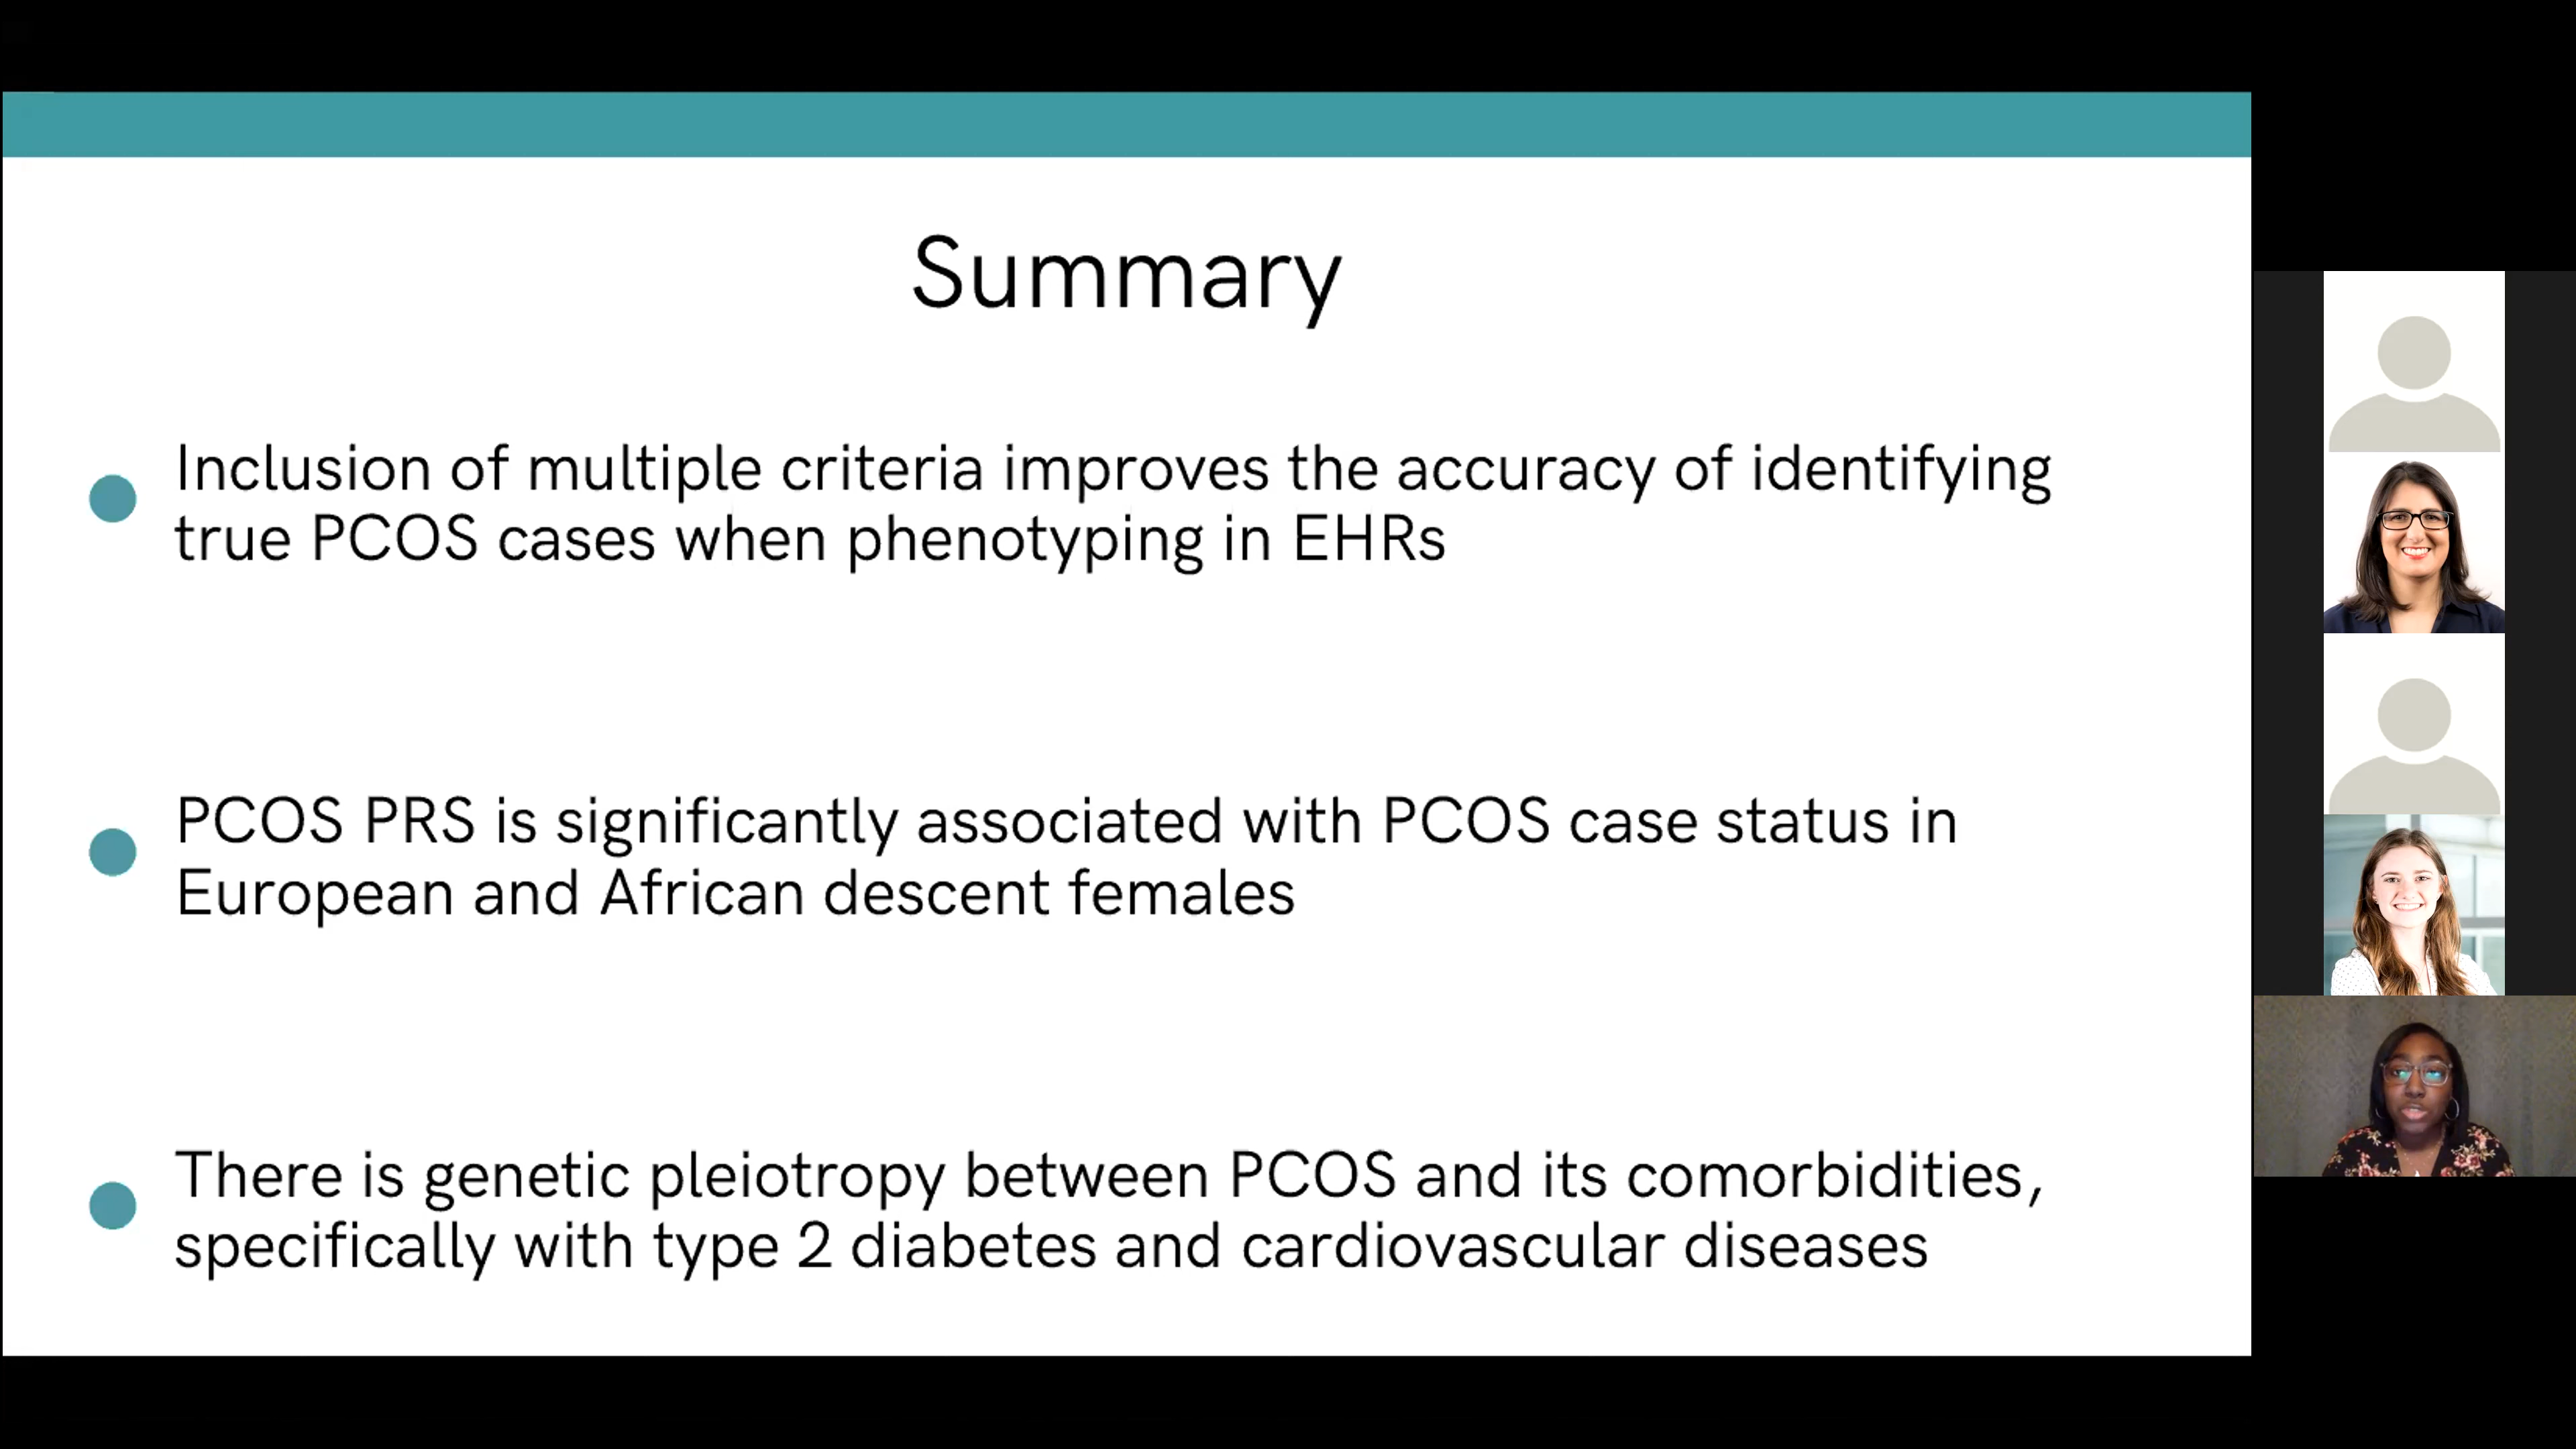 Summary
Inclusion of multiple criteria improves the accuracy of identifying
true PCOS cases when phenotyping in EHRs
PCOS PRS is significantly associated with PCOS case status in
European and African descent females
There is genetic pleiotropy between PCOS and its comorbidities,
specifically with type 2 diabetes and cardiovascular diseases